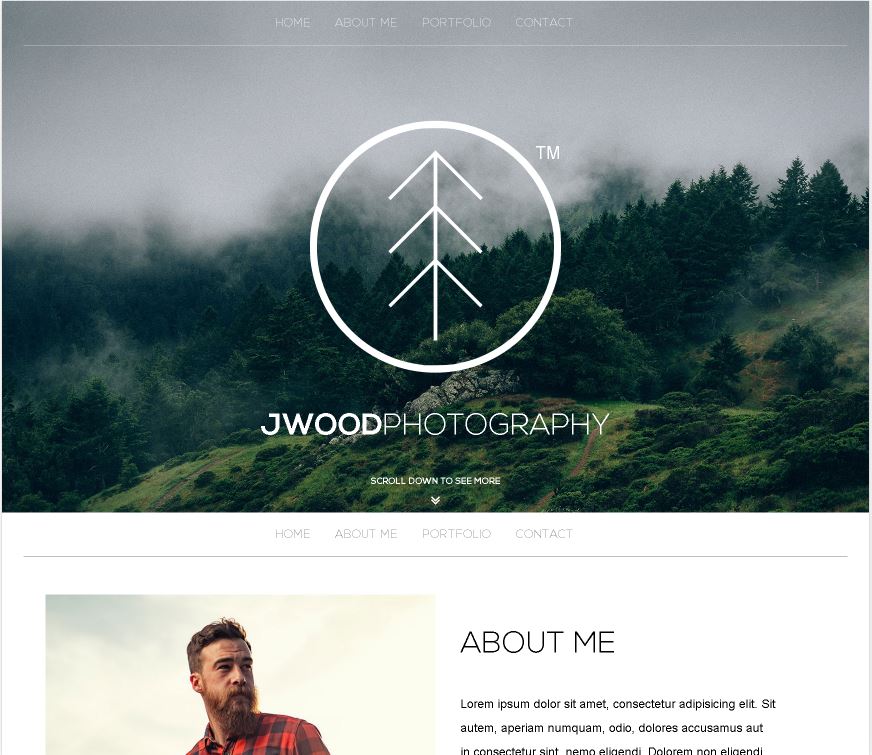 HOME ABOUT ME PORTFOLIO CONTACT
TM
JWOODPHOTOGRAPHY
SCROLL DOWN TO SEE MORE
HOME ABOUT ME PORTFOLIO CONTACT
ABOUT ME
Lorem ipsum dolor sit amet, consectetur adipisicing elit. Sit
autem, aperiam numquam, odio, dolores accusamus aut
in consectetur sint, nemo eligendi. Dolorem non eligendi